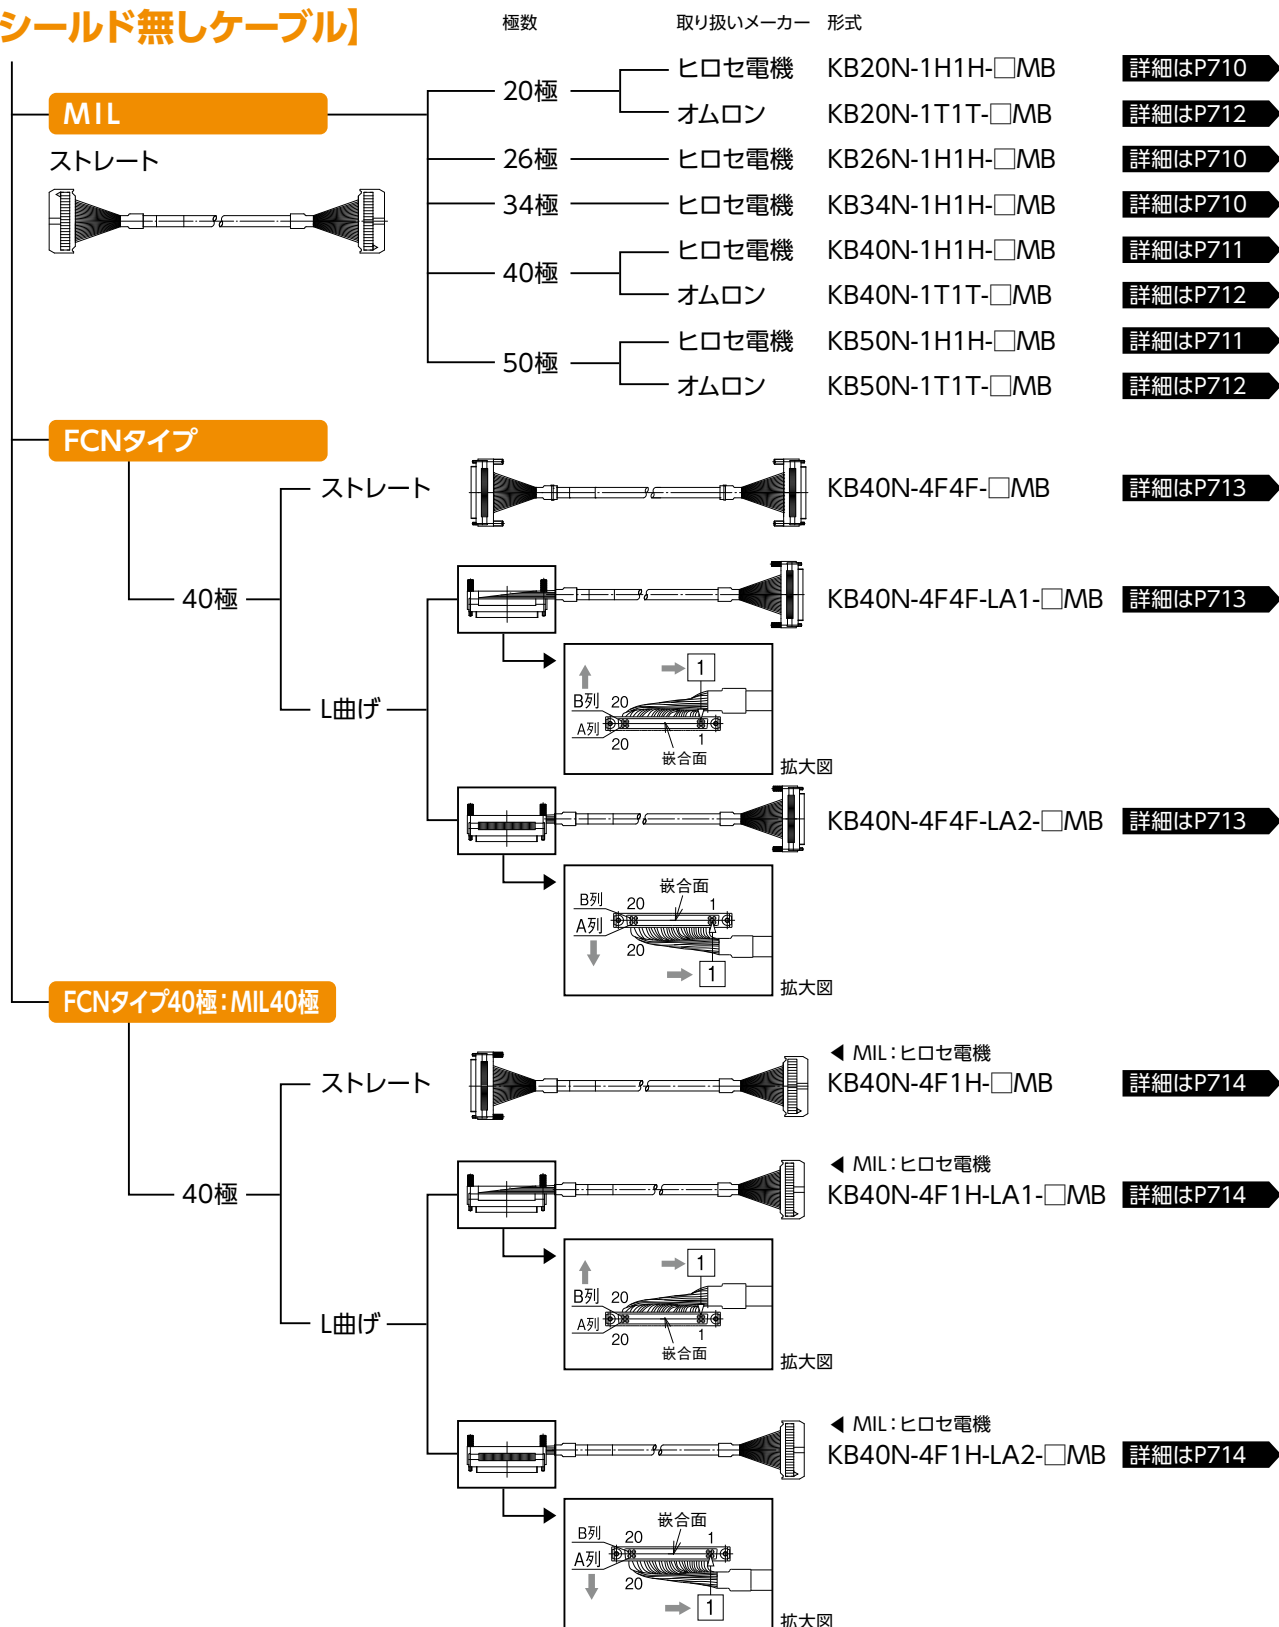 シールド無しケーブル】
極数 取り扱いメーカー 形式
MIL
ストレート
20極 ヒロセ電機 KB20N-1H1H-□MB 詳細はP710
オムロン KB20N-1T1T-□MB 詳細はP712
26極 ヒロセ電機 KB26N-1H1H-□MB 詳細はP710
34極 ヒロセ電機 KB34N-1H1H-□MB 詳細はP710
40極 ヒロセ電機 KB40N-1H1H-□MB 詳細はP711
オムロン KB40N-1T1T-□MB 詳細はP712
50極 ヒロセ電機 KB50N-1H1H-□MB 詳細はP711
オムロン KB50N-1T1T-□MB 詳細はP712
FCNタイプ
40極
ストレート KB40N-4F4F-□MB 詳細はP713
L曲げ
KB40N-4F4F-LA1-□MB 詳細はP713
1
B列 20
A列
20 1
嵌合面
拡大図
KB40N-4F4F-LA2-□MB 詳細はP713
嵌合面
B列 20 1
A列
20
1
拡大図
FCNタイプ40極：MIL40極
40極
ストレート
◀ MIL：ヒロセ電機
KB40N-4F1H-□MB 詳細はP714
L曲げ
◀ MIL：ヒロセ電機
KB40N-4F1H-LA1-□MB 詳細はP714
1
B列 20
A列
20 1
嵌合面
拡大図
◀ MIL：ヒロセ電機
KB40N-4F1H-LA2-□MB 詳細はP714
嵌合面
B列 20 1
A列
20
1
拡大図